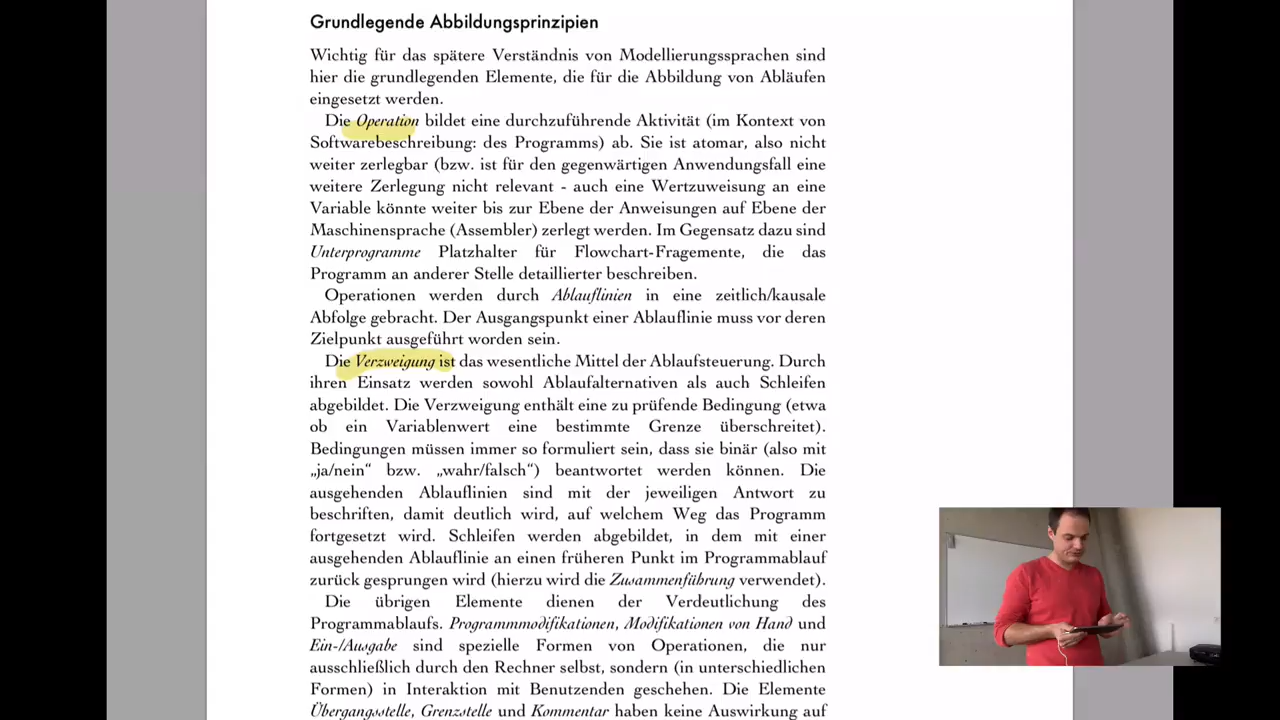 Grundlegende Abbildungsprinzipien
Wichtig für das spätere Verständnis von Modellierungssprachen sind
hier die grundlegenden Elemente, die für die Abbildung von Abläufen
eingesetzt werden.
Die Operation bildet eine durchzuführende Aktivität (im Kontext von
Softwarebeschreibung: des Programms) ab. Sie ist atomar, also nicht
weiter zerlegbar (bzw. ist für den gegenwärtigen Anwendungsfall eine
weitere Zerlegung nicht relevant - auch eine Wertzuweisung an eine
Variable könnte weiter bis zur Ebene der Anweisungen auf Ebene der
Maschinensprache (Assembler) zerlegt werden. Im Gegensatz dazu sind
Unterprogramme Platzhalter für Flowchart-Fragemente, die das
Programm an anderer Stelle detaillierter beschreiben.
Operationen werden durch Ablauflinien in eine zeitlich/kausale
Abfolge gebracht. Der Ausgangspunkt einer Ablauflinie muss vor deren
Zielpunkt ausgeführt worden sein.
Die Verzweigung ist das wesentliche Mittel der Ablaufsteuerung. Durch
ihren Einsatz werden sowohl Ablaufalternativen als auch Schleifen
abgebildet. Die Verzweigung enthält eine zu prüfende Bedingung (etwa
ob ein Variablenwert eine bestimmte Grenze überschreitet).
Bedingungen müssen immer so formuliert sein, dass sie binär (also mit
„ja/nein“ bzw. „wahr/falsch“) beantwortet werden können. Die
ausgehenden Ablauflinien sind mit der jeweiligen Antwort zu
beschriften, damit deutlich wird, auf welchem Weg das Programm
fortgesetzt wird. Schleifen werden abgebildet, in dem mit einer
ausgehenden Ablauflinie an einen früheren Punkt im Programmablauf
zurück gesprungen wird (hierzu wird die Zusammenführung verwendet).
Die übrigen Elemente dienen der Verdeutlichung des
Programmablaufs. Programmmodifikationen, Modifikationen von Hand und
Ein-/Ausgabe sind spezielle Formen von Operationen, die nur
ausschließlich durch den Rechner selbst, sondern (in unterschiedlichen
Formen) in Interaktion mit Benutzenden geschehen. Die Elemente
Übergangsstelle, Grenzstelle und Kommentar haben keine Auswirkung auf